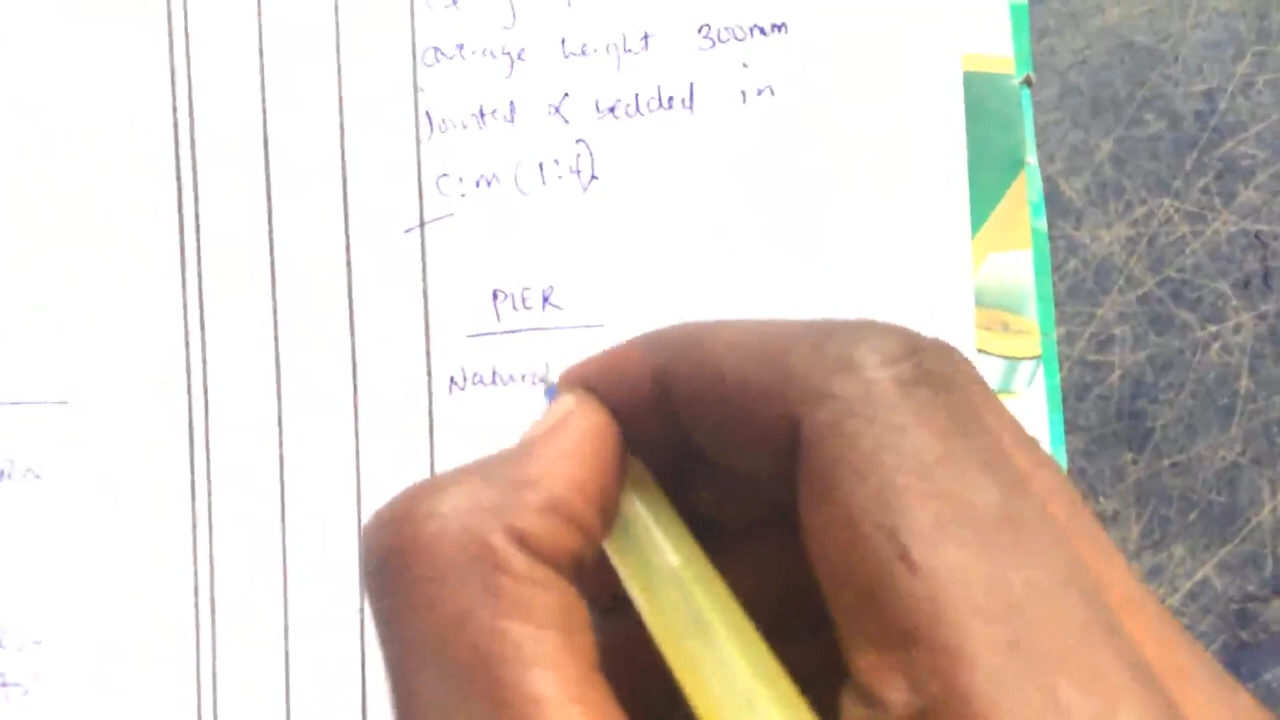 average height 300mm
Jointed & bedded in
C:m (1:4)
PIER
Natural